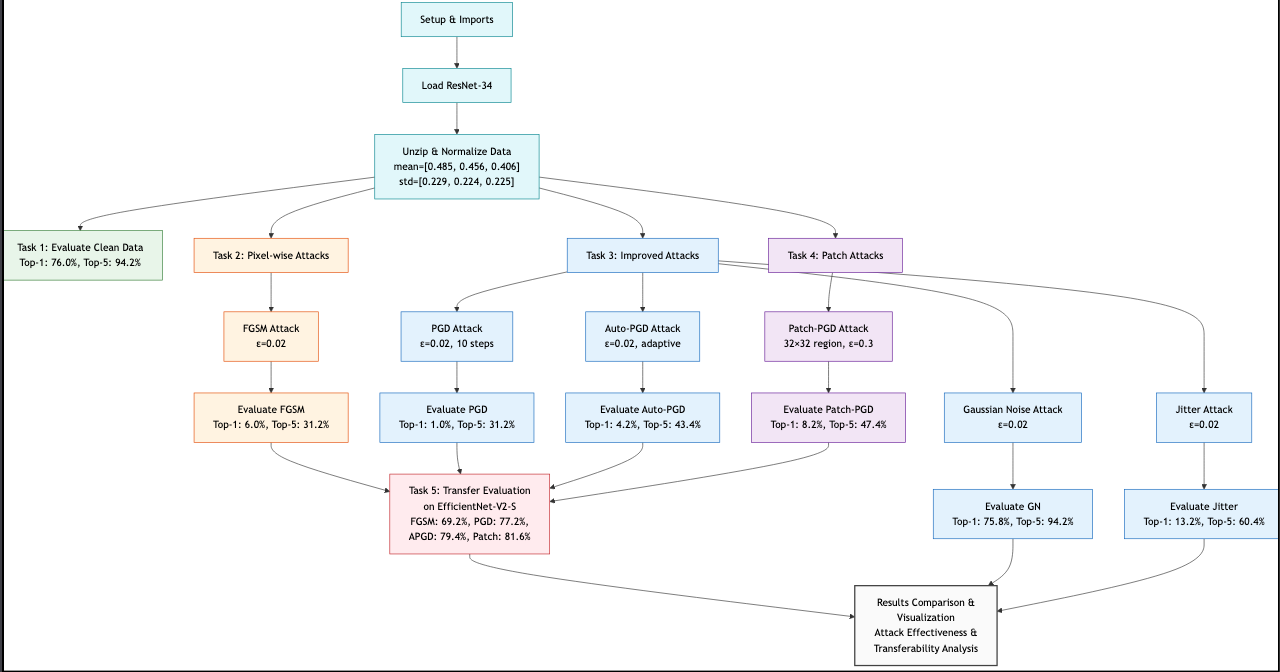 Setup & Imports
Load ResNet-34
Unzip & Normalize Data
mean=[0.485, 0.456, 0.406]
std=[0.229, 0.224, 0.225]
Task 1: Evaluate Clean Data
Top-1: 76.0%, Top-5: 94.2%
Task 2: Pixel-wise Attacks
Task 3: Improved Attacks
Task 4: Patch Attacks
FGSM Attack
ε=0.02
PGD Attack
ε=0.02, 10 steps
Auto-PGD Attack
ε=0.02, adaptive
Patch-PGD Attack
32×32 region, ε=0.3
Evaluate FGSM
Top-1: 6.0%, Top-5: 31.2%
Evaluate PGD
Top-1: 1.0%, Top-5: 31.2%
Evaluate Auto-PGD
Top-1: 4.2%, Top-5: 43.4%
Evaluate Patch-PGD
Top-1: 8.2%, Top-5: 47.4%
Gaussian Noise Attack
ε=0.02
Jitter Attack
ε=0.02
Task 5: Transfer Evaluation
on EfficientNet-V2-S
FGSM: 69.2%, PGD: 77.2%,
APGD: 79.4%, Patch: 81.6%
Evaluate GN
Top-1: 75.8%, Top-5: 94.2%
Evaluate Jitter
Top-1: 13.2%, Top-5: 60.4%
Results Comparison &
Visualization
Attack Effectiveness &
Transferability Analysis